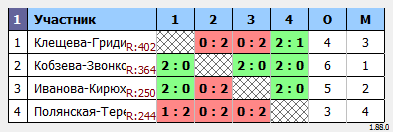 1 Участник 1 2 3 4 О М
1 Клещева-Гриди R:402 0 : 2 0 : 2 2 : 1 4 3
2 Кобзева-Звонко R:364 2 : 0 2 : 0 2 : 0 6 1
3 Иванова-Кирюх R:250 2 : 0 0 : 2 2 : 0 5 2
4 Полянская-Тере R:244 1 : 2 0 : 2 0 : 2 3 4
1.88.0